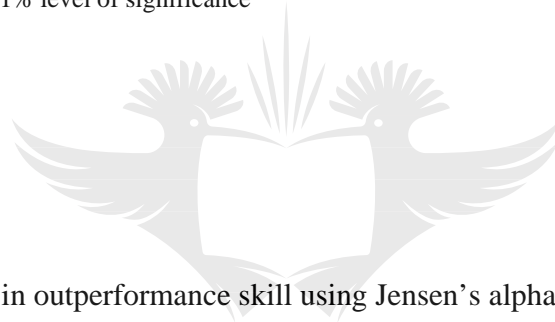 1% level of significance
in outperformance skill using Jensen's alpha